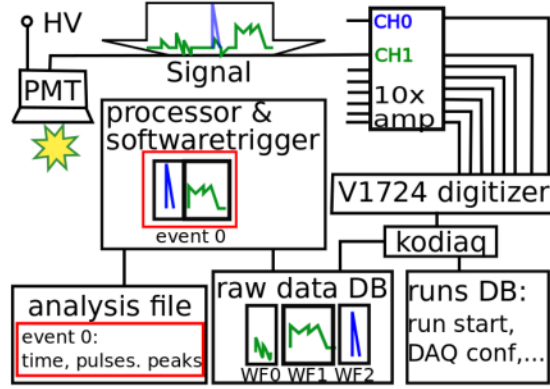 HV
CH0
PMT
Signal
CH1
10x
amp
processor &
softwaretrigger
event 0
V1724 digitizer
kodiaq
analysis file
event 0:
time, pulses. peaks
raw data DB
WF0 WF1 WF2
runs DB:
run start,
DAQ conf,...